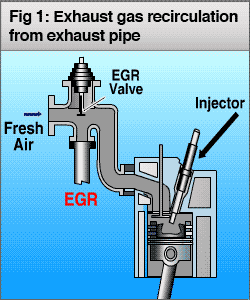 Fig 1: Exhaust gas recirculation
from exhaust pipe
EGR
Valve
Injector
Fresh
Air
EGR